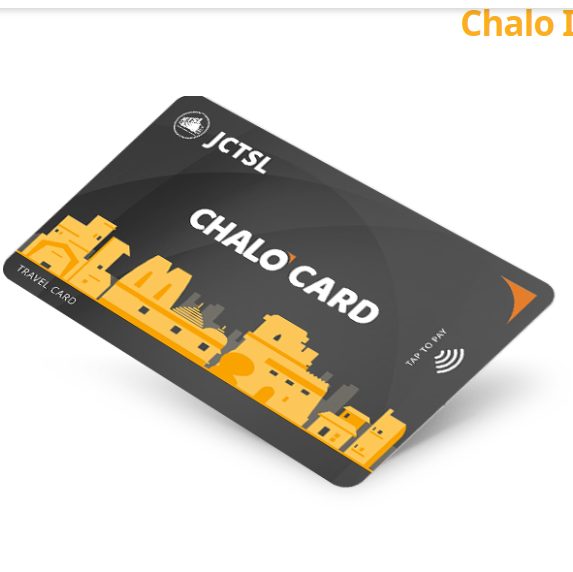 Chalo I
JCTSL
CHALO CARD
TRAVEL CARD
TAP TO PAY